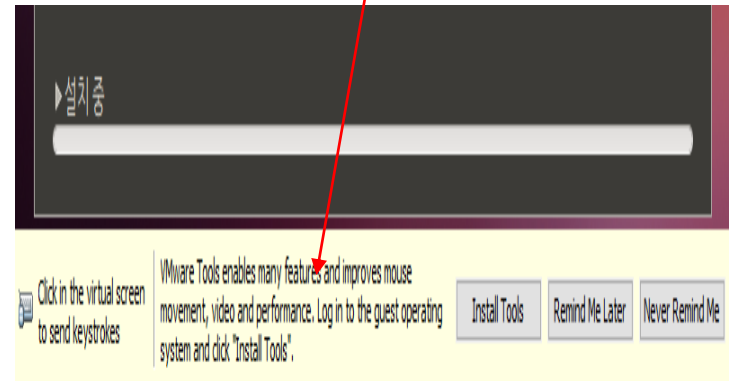 ▶설치 중
Click in the virtual screen
to send keystrokes
VMware Tools enables many features and improves mouse
movement, video and performance. Log in to the guest operating
system and click "Install Tools".
Install Tools
Remind Me Later
Never Remind Me